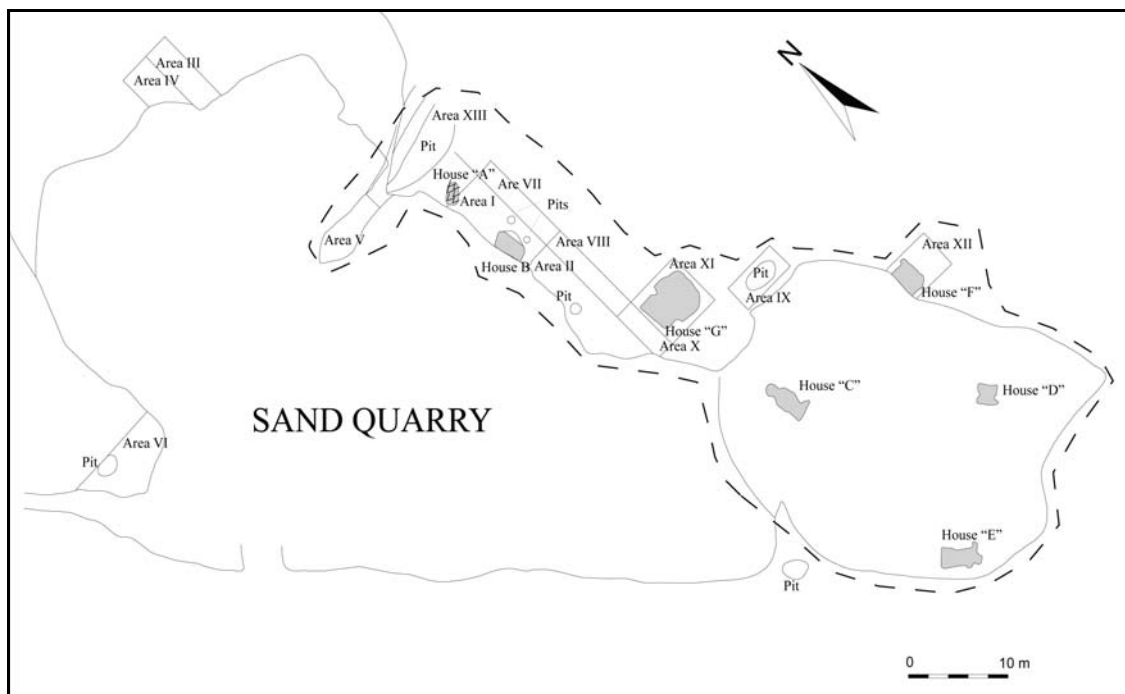 N
Area III
Area IV
Area XIII
Pit
House "A"
Are VII
Area I
Pits
Area V
Area VIII
House B
Area II
Area XI
Pit
Area XII
Pit
Area IX
House "F"
House "G"
Area X
House "C"
House "D"
SAND QUARRY
Area VI
Pit
House "E"
Pit
0 10 m